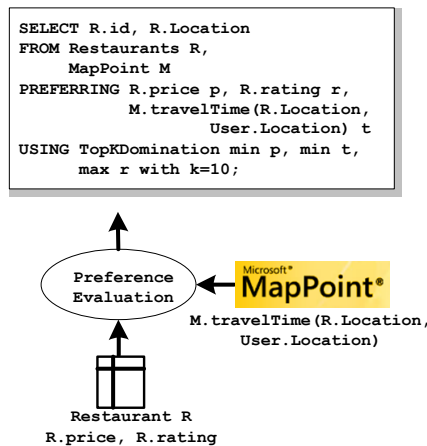 SELECT R.id, R.Location
FROM Restaurants R,
MapPoint M
PREFERRING R.price p, R.rating r,
M.travelTime(R.Location,
User.Location) t
USING TopKDomination min p, min t,
max r with k=10;
Preference
Evaluation
Microsoft®
MapPoint®
M.travelTime(R.Location,
User.Location)
Restaurant R
R.price, R.rating